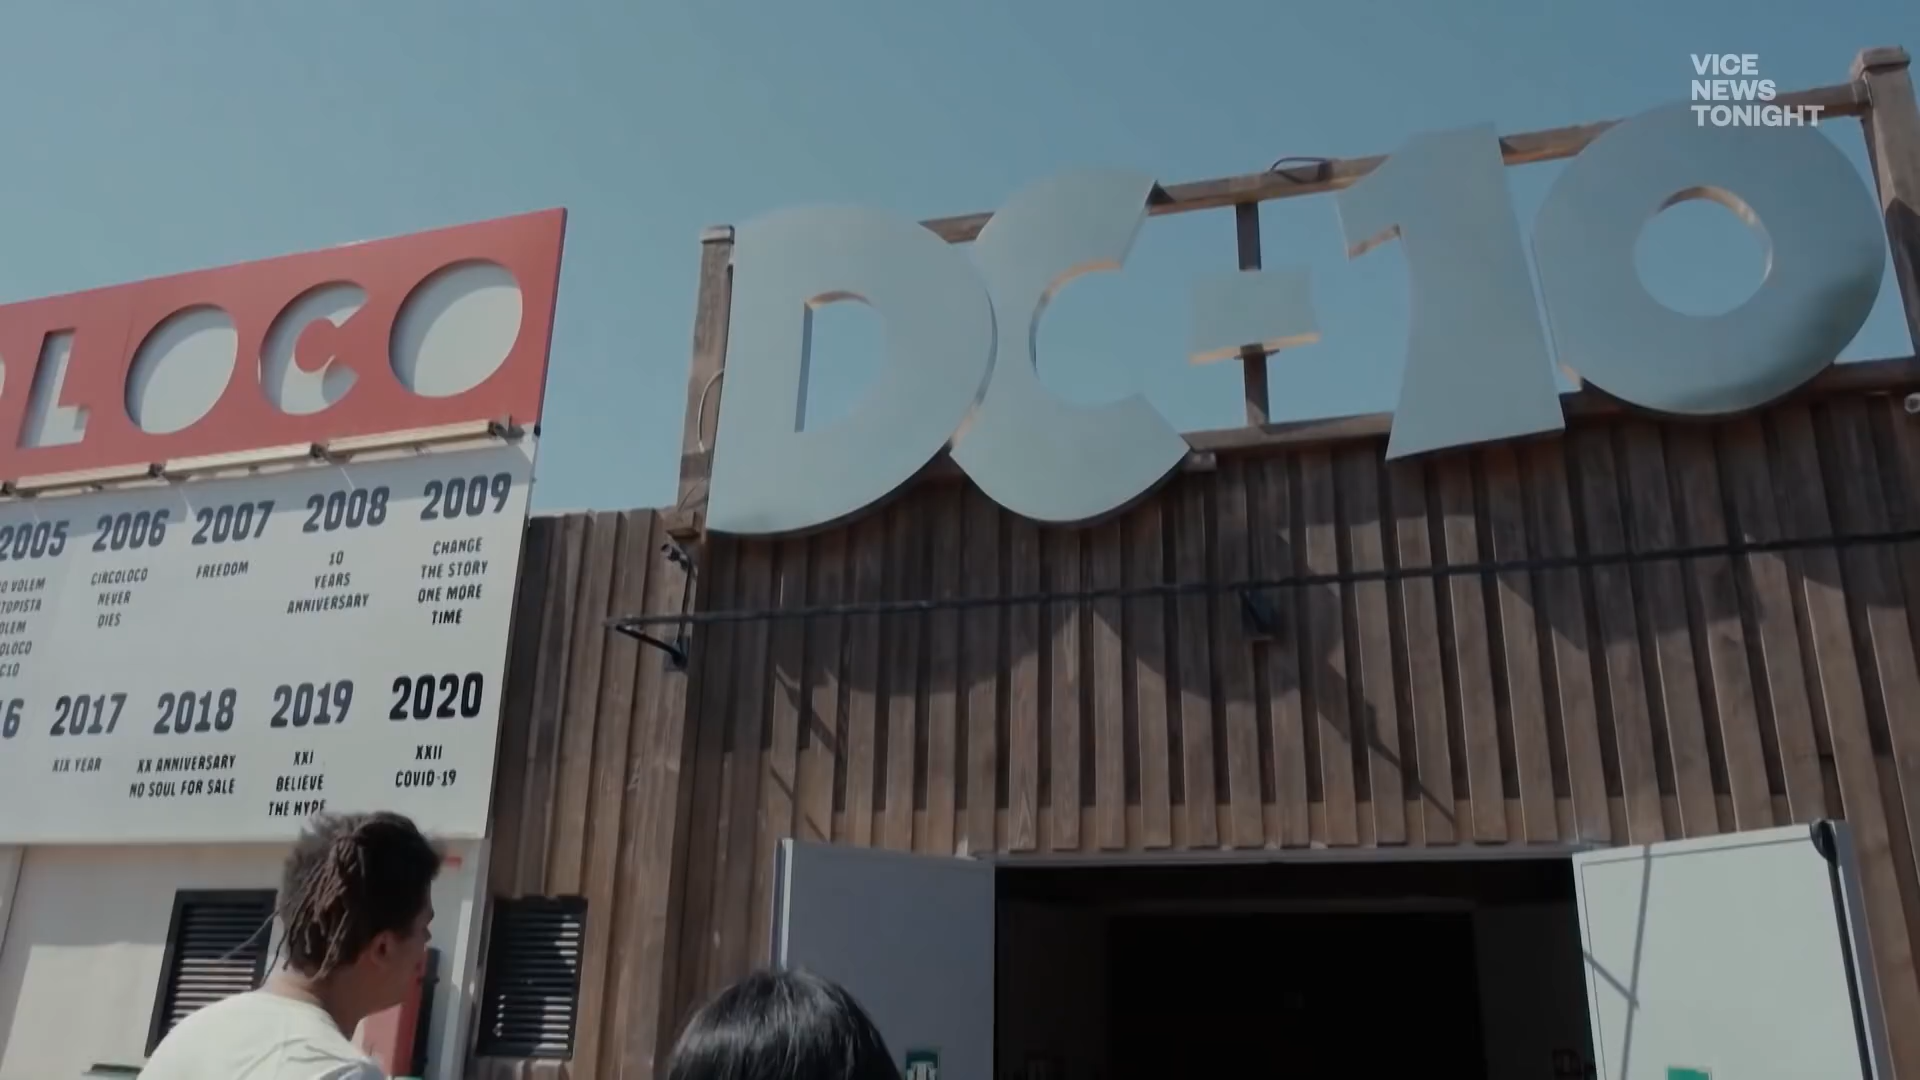 VICE
NEWS
TONIGHT
DC-10
LOCO
2005
2006
2007
2008
2009
VOLEM
CIRCOLOCO
NEVER
DIES
FREEDOM
10
YEARS
ANNIVERSARY
CHANGE
THE STORY
ONE MORE
TIME
2017
2018
2019
2020
XIX YEAR
XX ANNIVERSARY
NO SOUL FOR SALE
XXI
BELIEVE
THE HYPE
XXII
COVID-19